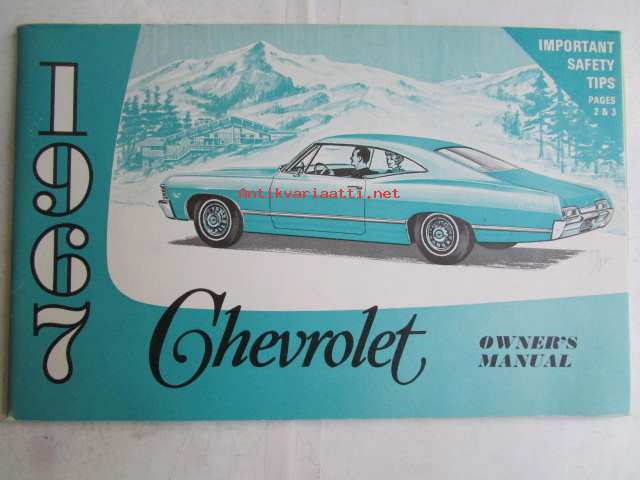 1967
IMPORTANT
SAFETY
TIPS
PAGES
2 & 3
Antikvariaatti.net
Chevrolet
OWNER'S
MANUAL